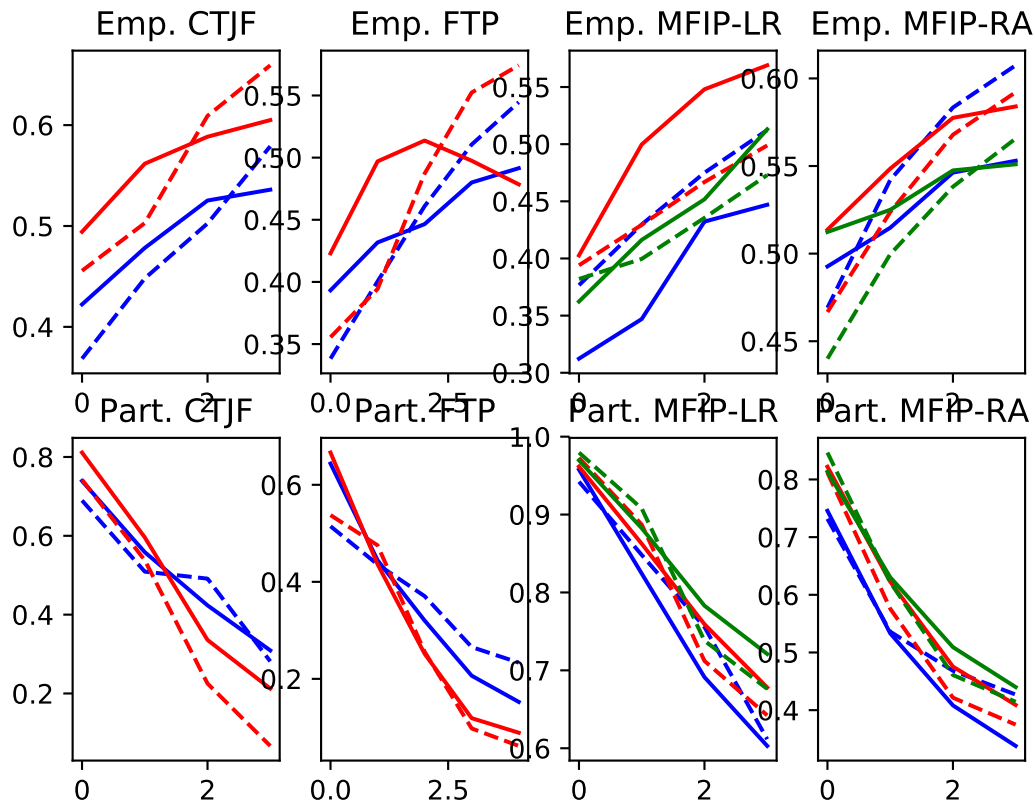 Emp. CTJF Emp. FTP Emp. MFIP-LR Emp. MFIP-RA
0.6 0.55 0.55 0.60
0.5 0.50 0.50 0.55
0.4 0.45 0.45 0.50
0.40 0.40 0.45
0.35 0.35
0.30
0 2 0.0 2.5 0 2 0 2
Part. CTJF Part. FTP Part. MFIP-LR Part. MFIP-RA
0.8 0.6 1.0 0.8
0.6 0.4 0.9 0.7
0.4 0.2 0.8 0.6
0.2 0.7 0.5
0.6 0.4
0 2 0.0 2.5 0 2 0 2